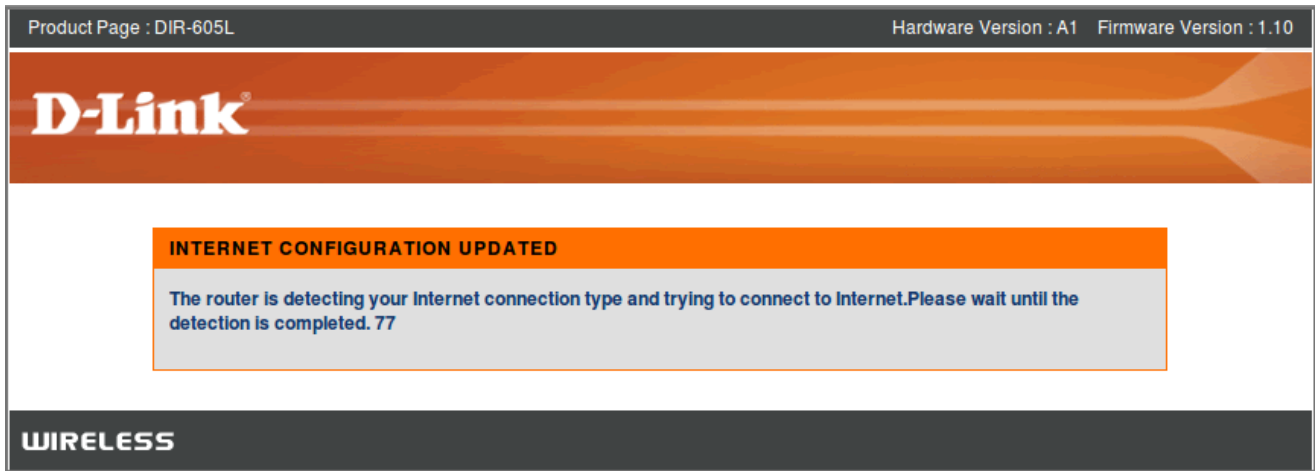 Product Page : DIR-605L Hardware Version : A1 Firmware Version : 1.10
D-Link®
INTERNET CONFIGURATION UPDATED
The router is detecting your Internet connection type and trying to connect to Internet.Please wait until the
detection is completed. 77
WIRELESS